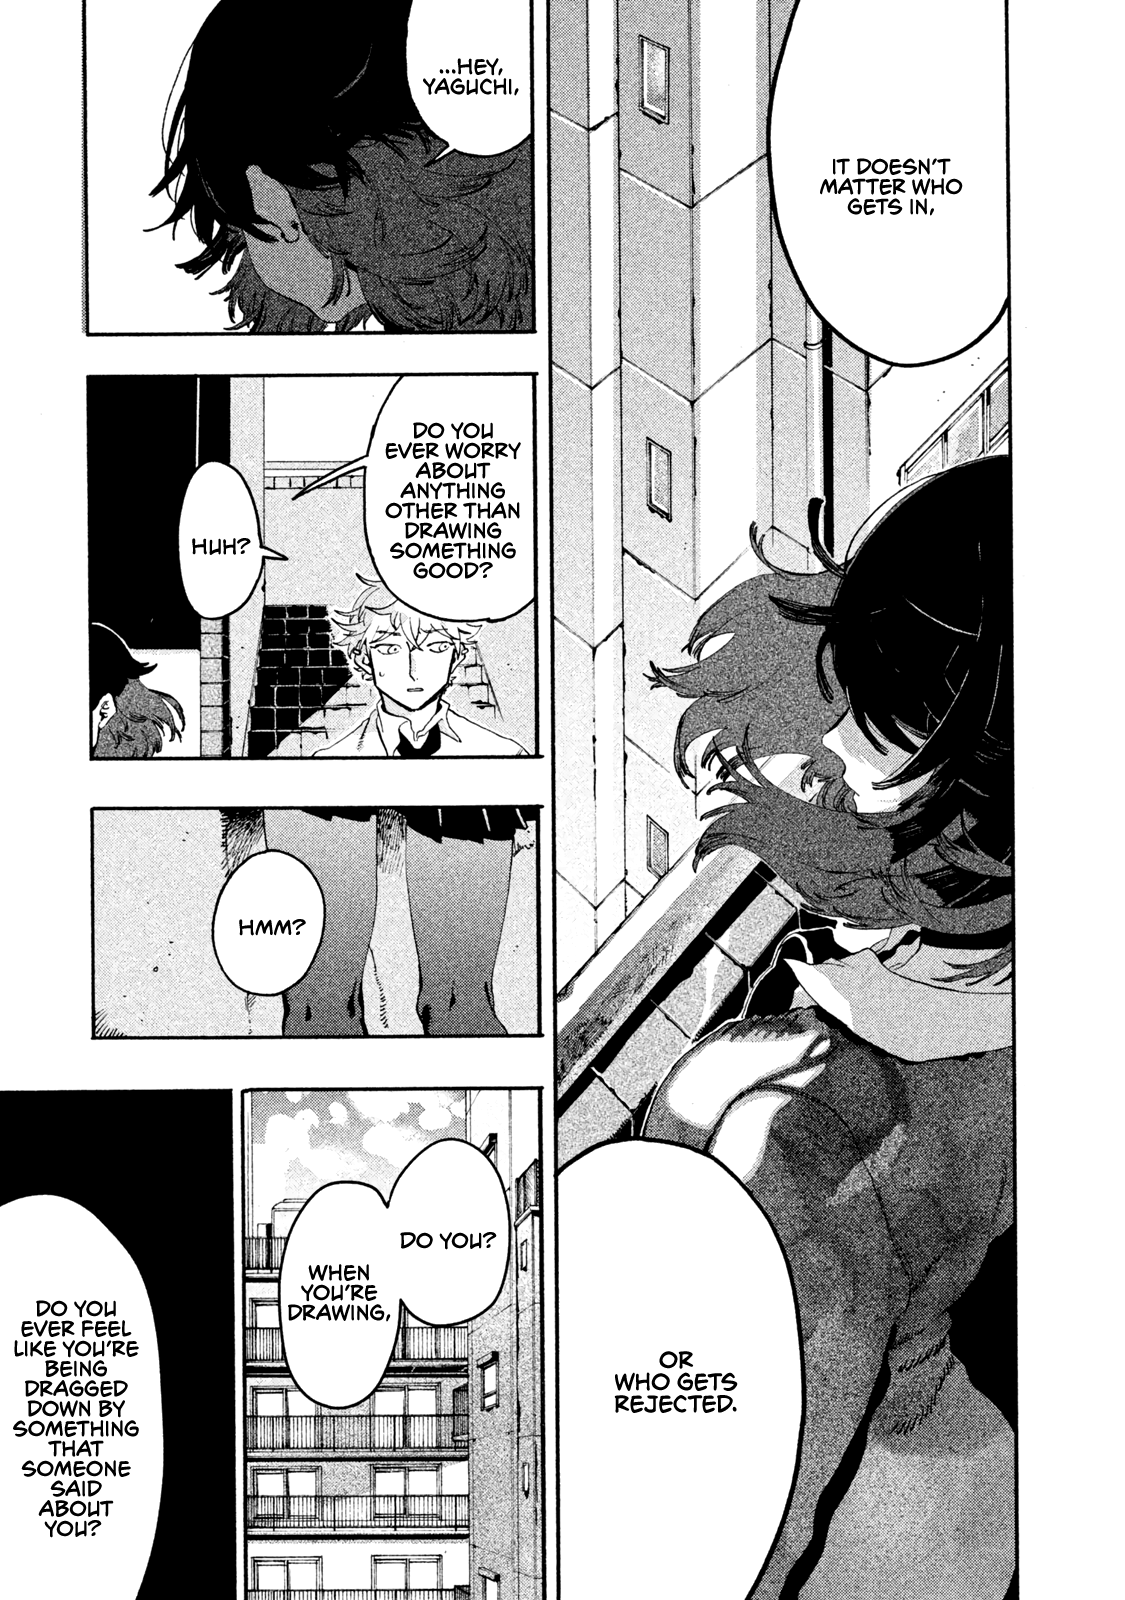 IT DOESN'T
MATTER WHO
GETS IN,
OR
WHO GETS
REJECTED.
...HEY,
YAGUCHI,
DO YOU
EVER WORRY
ABOUT
ANYTHING
OTHER THAN
DRAWING
SOMETHING
GOOD?
HUH?
HMM?
DO YOU?
WHEN
YOU'RE
DRAWING,
DO YOU
EVER FEEL
LIKE YOU'RE
BEING
DRAGGED
DOWN BY
SOMETHING
THAT
SOMEONE
SAID
ABOUT
YOU?